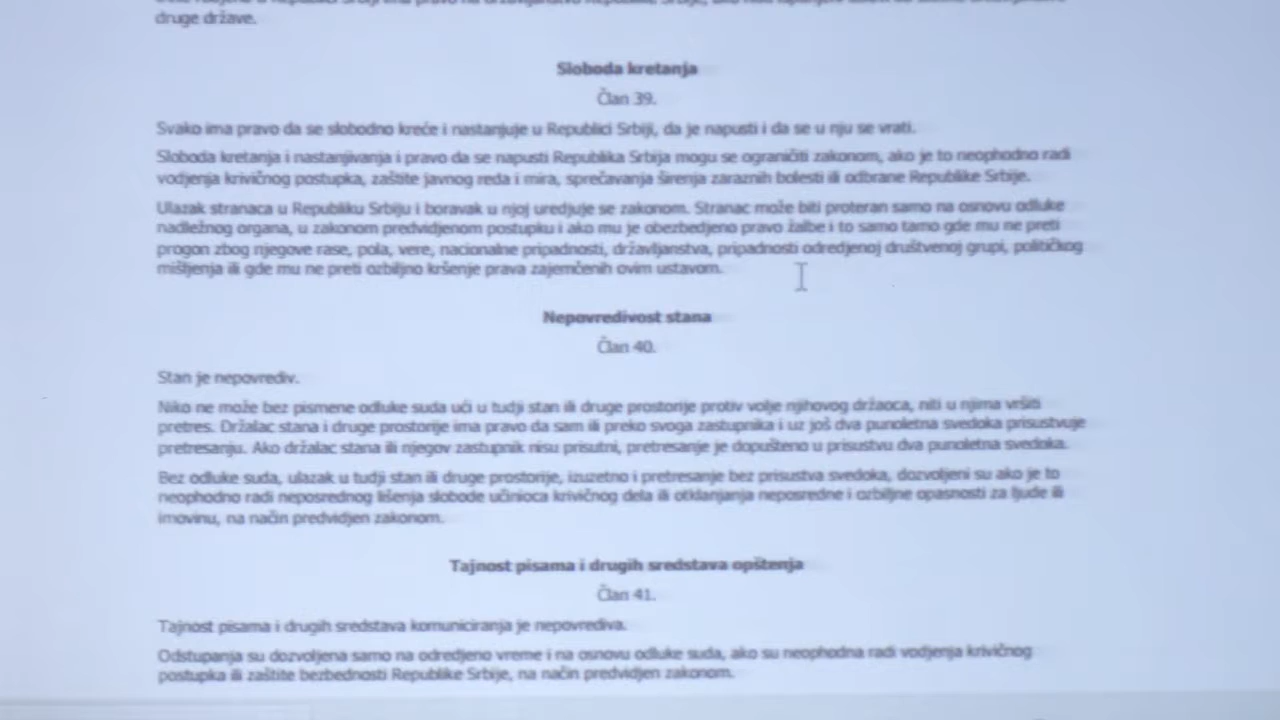 druge države.
Sloboda kretanja
Član 39.
Svako ima pravo da se slobodno kreće i nastanjuje u Republici Srbiji, da je napusti i da se u nju se vrati.
Sloboda kretanja i nastanjivanja i pravo da se napusti Republika Srbija mogu se ograničiti zakonom, ako je to neophodno radi
vodjenja krivičnog postupka, zaštite javnog reda i mira, sprečavanja širenja zaraznih bolesti ili odbrane Republike Srbije.
Ulazak stranaca u Republiku Srbiju i boravak u njoj uredjuje se zakonom. Stranac može biti proteran samo na osnovu odluke
nadležnog organa, u zakonom predvidjenom postupku i ako mu je obezbedjeno pravo žalbe i to samo tamo gde mu ne preti
progon zbog njegove rase, pola, vere, nacionalne pripadnosti, državljanstva, pripadnosti odredjenoj društvenoj grupi, političkog
mišljenja ili gde mu ne preti ozbiljno kršenje prava zajemčenih ovim ustavom.
Nepovredivost stana
Član 40.
Stan je nepovrediv.
Niko ne može bez pismene odluke suda ući u tudji stan ili druge prostorije protiv volje njihovog držaoca, niti u njima vršiti
pretres. Držalac stana i druge prostorije ima pravo da sam ili preko svoga zastupnika i uz još dva punoletna svedoka prisustvuje
pretresanju. Ako držalac stana ili njegov zastupnik nisu prisutni, pretresanje je dopušteno u prisustvu dva punoletna svedoka.
Bez odluke suda, ulazak u tudji stan ili druge prostorije, izuzetno i pretresanje bez prisustva svedoka, dozvoljeni su ako je to
neophodno radi neposrednog lišenja slobode učinioca krivičnog dela ili otklanjanja neposredne i ozbiljne opasnosti za ljude ili
imovinu, na način predvidjen zakonom.
Tajnost pisama i drugih sredstava opštenja
Član 41.
Tajnost pisama i drugih sredstava komuniciranja je nepovrediva.
Odstupanja su dozvoljena samo na odredjeno vreme i na osnovu odluke suda, ako su neophodna radi vodjenja krivičnog
postupka ili zaštite bezbednosti Republike Srbije, na način predvidjen zakonom.